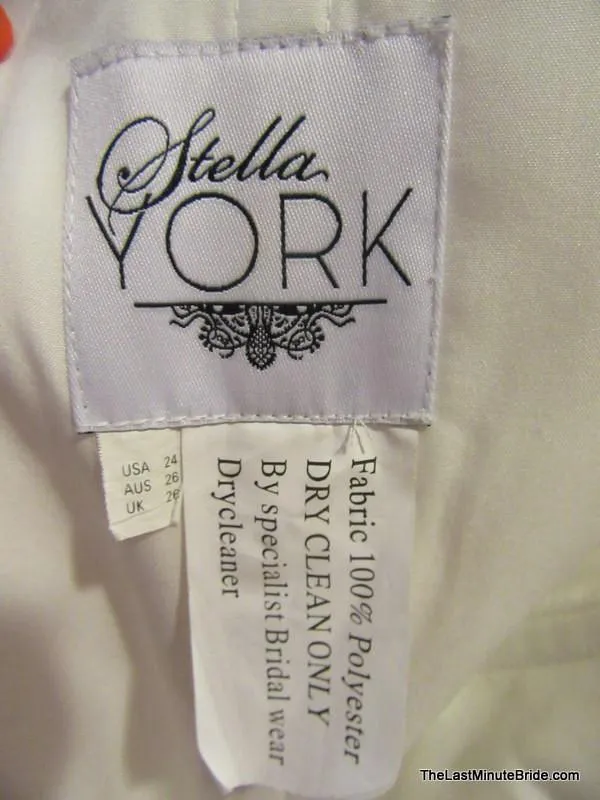 Stella
YORK
USA 24
AUS 26
UK 26
Fabric 100% Polyester
DRY CLEAN ONLY
By specialist Bridal wear
Drycleaner
TheLastMinuteBride.com